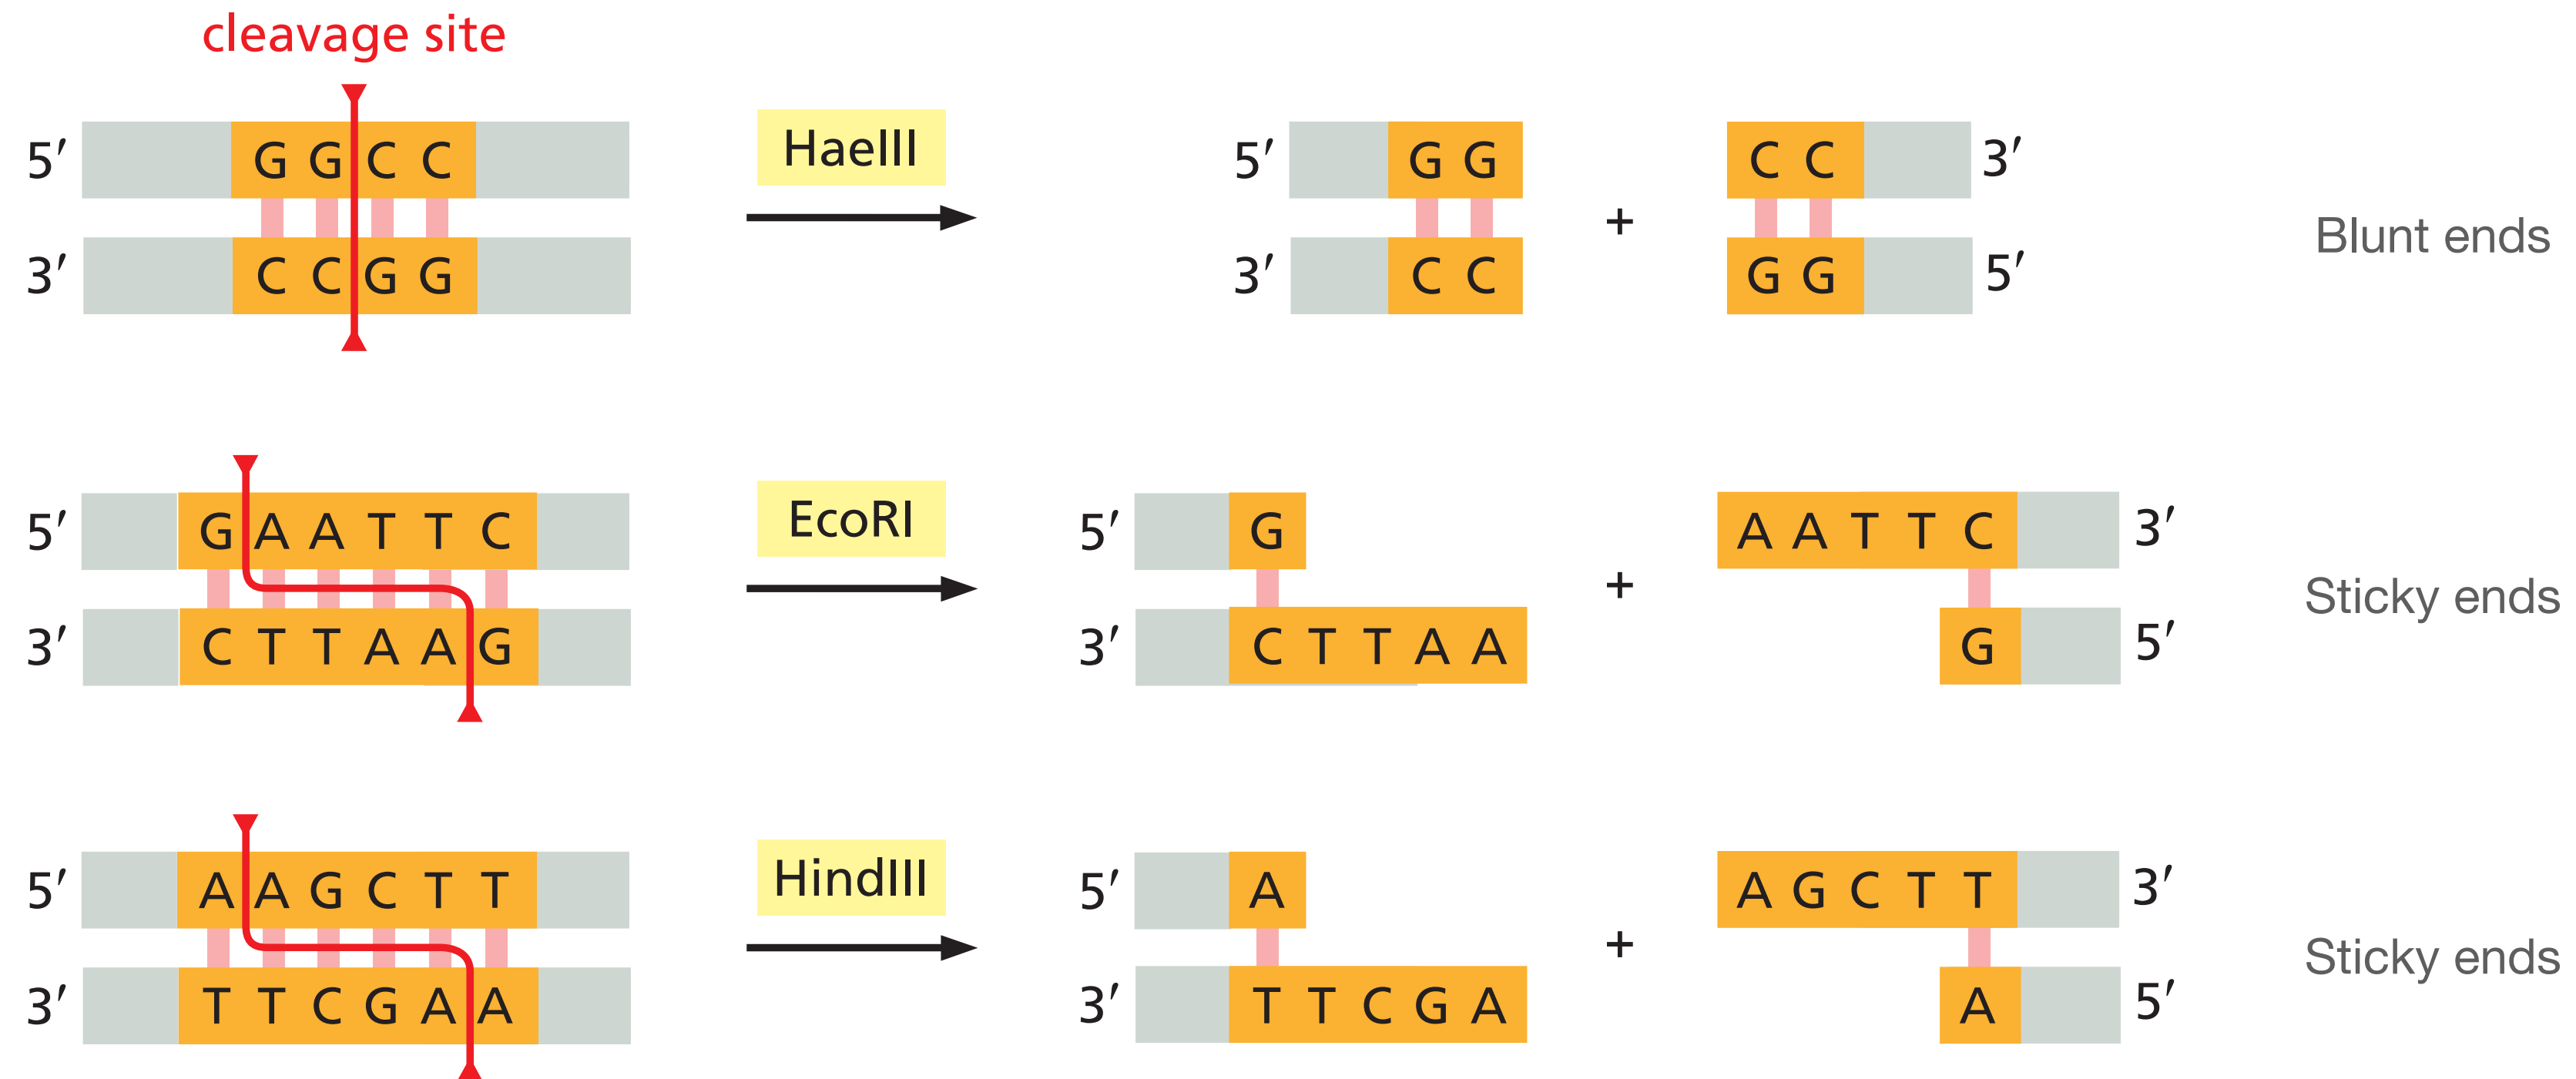 cleavage site
5′ G G C C
3′ C C G G
HaeIII
5′ G G
3′ C C
+
C C 3′
G G 5′
Blunt ends
5′ G A A T T C
3′ C T T A A G
EcoRI
5′ G
3′ C T T A A
+
A A T T C 3′
G 5′
Sticky ends
5′ A A G C T T
3′ T T C G A A
HindIII
5′ A
3′ T T C G A
+
A G C T T 3′
A 5′
Sticky ends